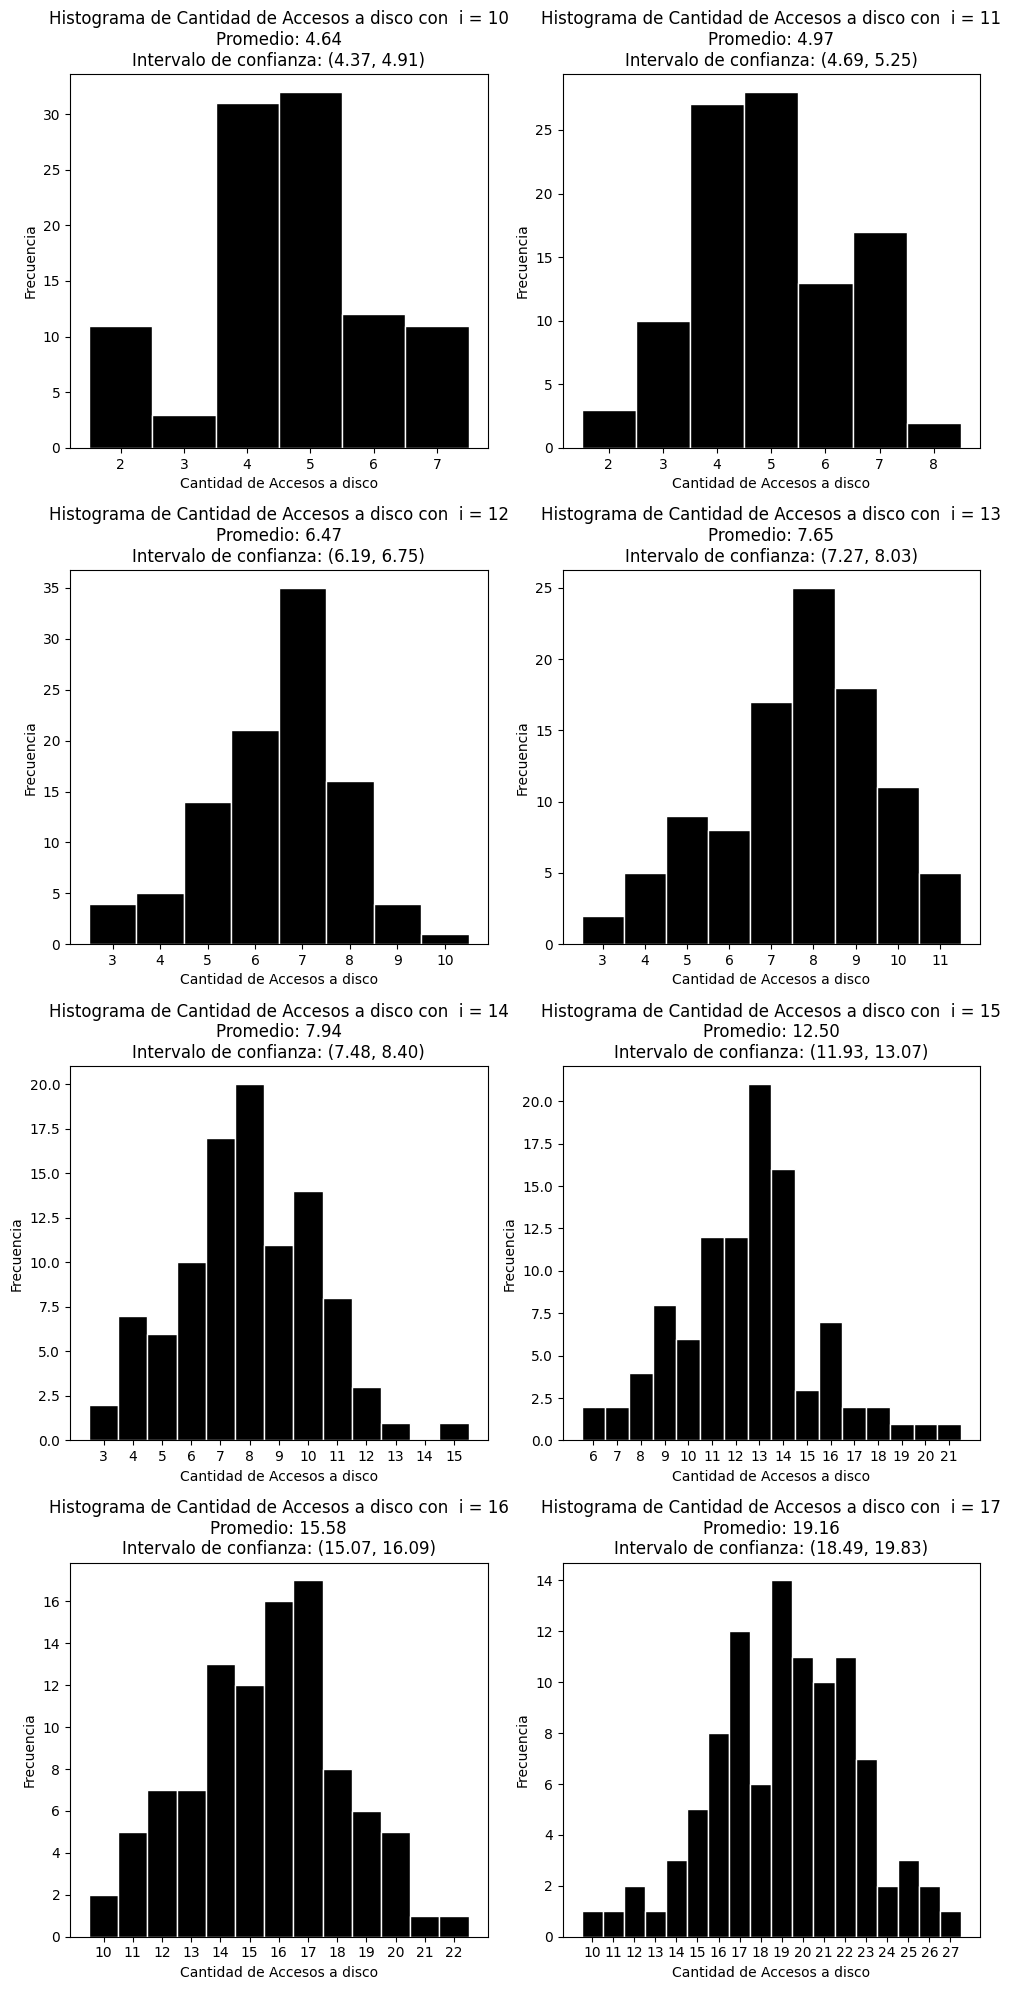 Histograma de Cantidad de Accesos a disco con  i = 10
Promedio: 4.64
Intervalo de confianza: (4.37, 4.91)
30
25
20
15
10
5
0
Frecuencia
2 3 4 5 6 7
Cantidad de Accesos a disco
Histograma de Cantidad de Accesos a disco con  i = 11
Promedio: 4.97
Intervalo de confianza: (4.69, 5.25)
25
20
15
10
5
0
Frecuencia
2 3 4 5 6 7 8
Cantidad de Accesos a disco
Histograma de Cantidad de Accesos a disco con  i = 12
Promedio: 6.47
Intervalo de confianza: (6.19, 6.75)
35
30
25
20
15
10
5
0
Frecuencia
3 4 5 6 7 8 9 10
Cantidad de Accesos a disco
Histograma de Cantidad de Accesos a disco con  i = 13
Promedio: 7.65
Intervalo de confianza: (7.27, 8.03)
25
20
15
10
5
0
Frecuencia
3 4 5 6 7 8 9 10 11
Cantidad de Accesos a disco
Histograma de Cantidad de Accesos a disco con  i = 14
Promedio: 7.94
Intervalo de confianza: (7.48, 8.40)
20.0
17.5
15.0
12.5
10.0
7.5
5.0
2.5
0.0
Frecuencia
3 4 5 6 7 8 9 10 11 12 13 14 15
Cantidad de Accesos a disco
Histograma de Cantidad de Accesos a disco con  i = 15
Promedio: 12.50
Intervalo de confianza: (11.93, 13.07)
20.0
17.5
15.0
12.5
10.0
7.5
5.0
2.5
0.0
Frecuencia
6 7 8 9 10 11 12 13 14 15 16 17 18 19 20 21
Cantidad de Accesos a disco
Histograma de Cantidad de Accesos a disco con  i = 16
Promedio: 15.58
Intervalo de confianza: (15.07, 16.09)
16
14
12
10
8
6
4
2
0
Frecuencia
10 11 12 13 14 15 16 17 18 19 20 21 22
Cantidad de Accesos a disco
Histograma de Cantidad de Accesos a disco con  i = 17
Promedio: 19.16
Intervalo de confianza: (18.49, 19.83)
14
12
10
8
6
4
2
0
Frecuencia
10 11 12 13 14 15 16 17 18 19 20 21 22 23 24 25 26 27
Cantidad de Accesos a disco